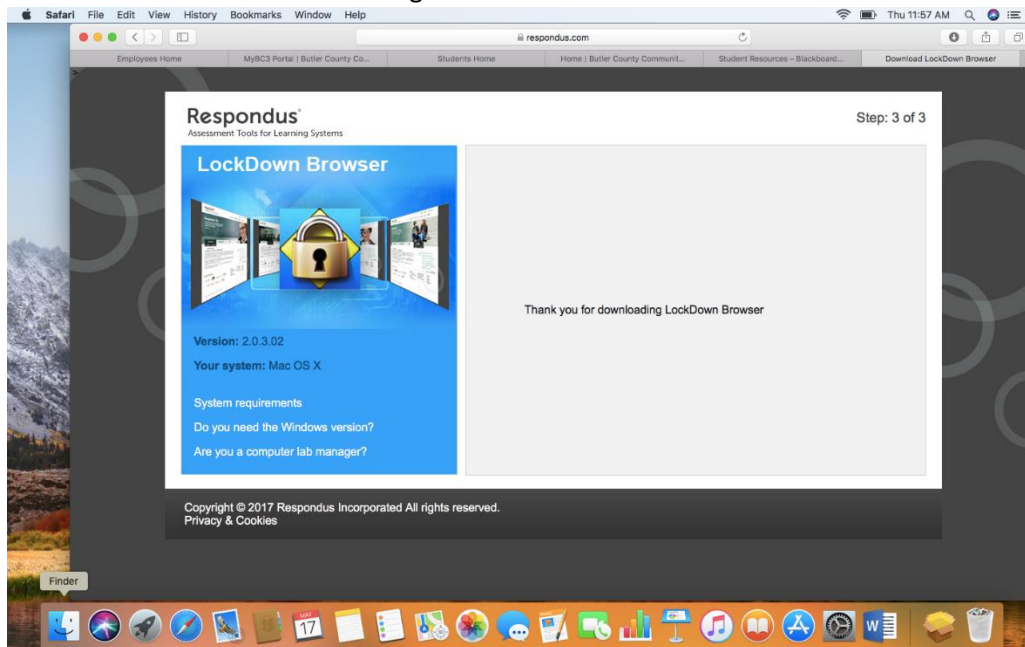 Safari File Edit View History Bookmarks Window Help Thu 11:57 AM
respondus.com
Employees Home MyBC3 Portal | Butler County Co... Students Home Home | Butler County Communit... Student Resources – Blackboard... Download LockDown Browser
>
Respondus
Assessment Tools for Learning Systems
Step: 3 of 3
LockDown Browser
Thank you for downloading LockDown Browser
Version: 2.0.3.02
Your system: Mac OS X
System requirements
Do you need the Windows version?
Are you a computer lab manager?
Copyright © 2017 Respondus Incorporated All rights reserved.
Privacy & Cookies
Finder
MAY
17
W